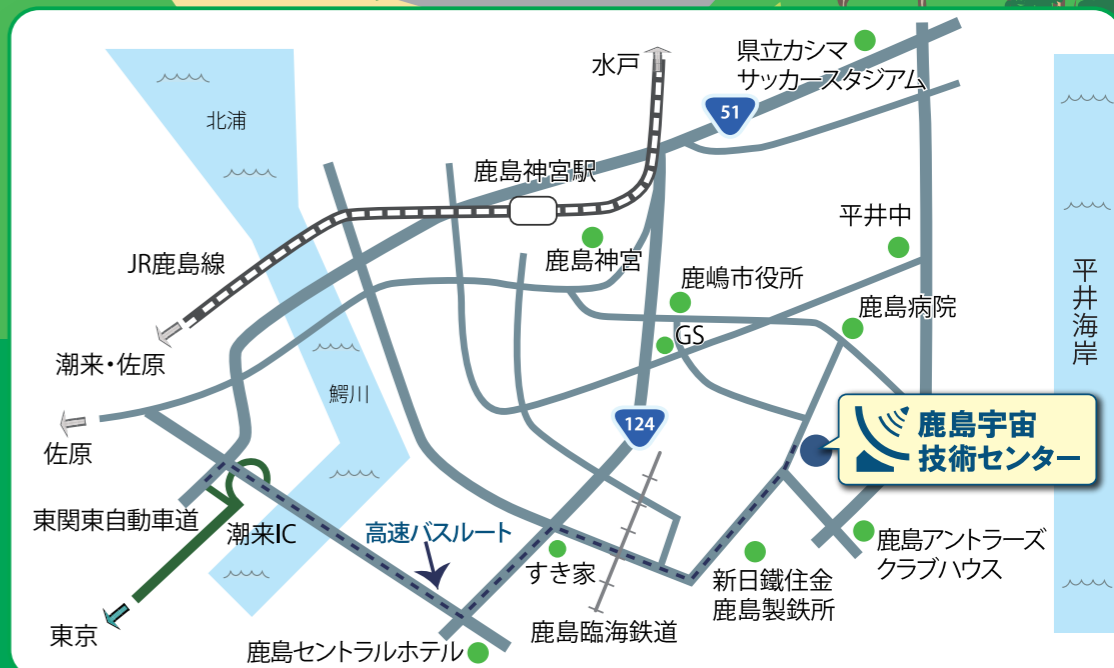 水戸
県立カシマ
サッカースタジアム
51
北浦
鹿島神宮駅
平井中
鹿島神宮
JR鹿島線
鹿嶋市役所
平井海岸
鹿島病院
GS
潮来・佐原
鰐川
124
鹿島宇宙
技術センター
佐原
東関東自動車道
潮来IC
高速バスルート
すき家
新日鐵住金
鹿島製鉄所
鹿島アントラーズ
クラブハウス
東京
鹿島臨海鉄道
鹿島セントラルホテル